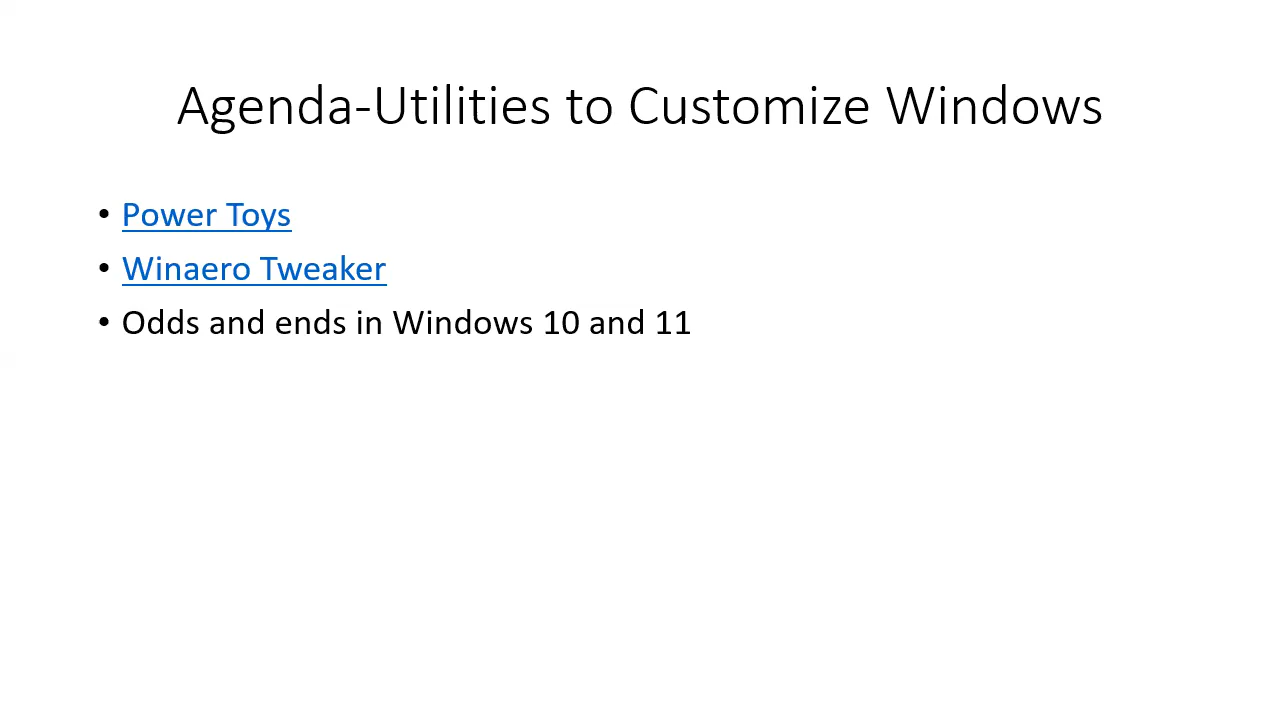 Agenda-Utilities to Customize Windows
• Power Toys
• Winaero Tweaker
• Odds and ends in Windows 10 and 11